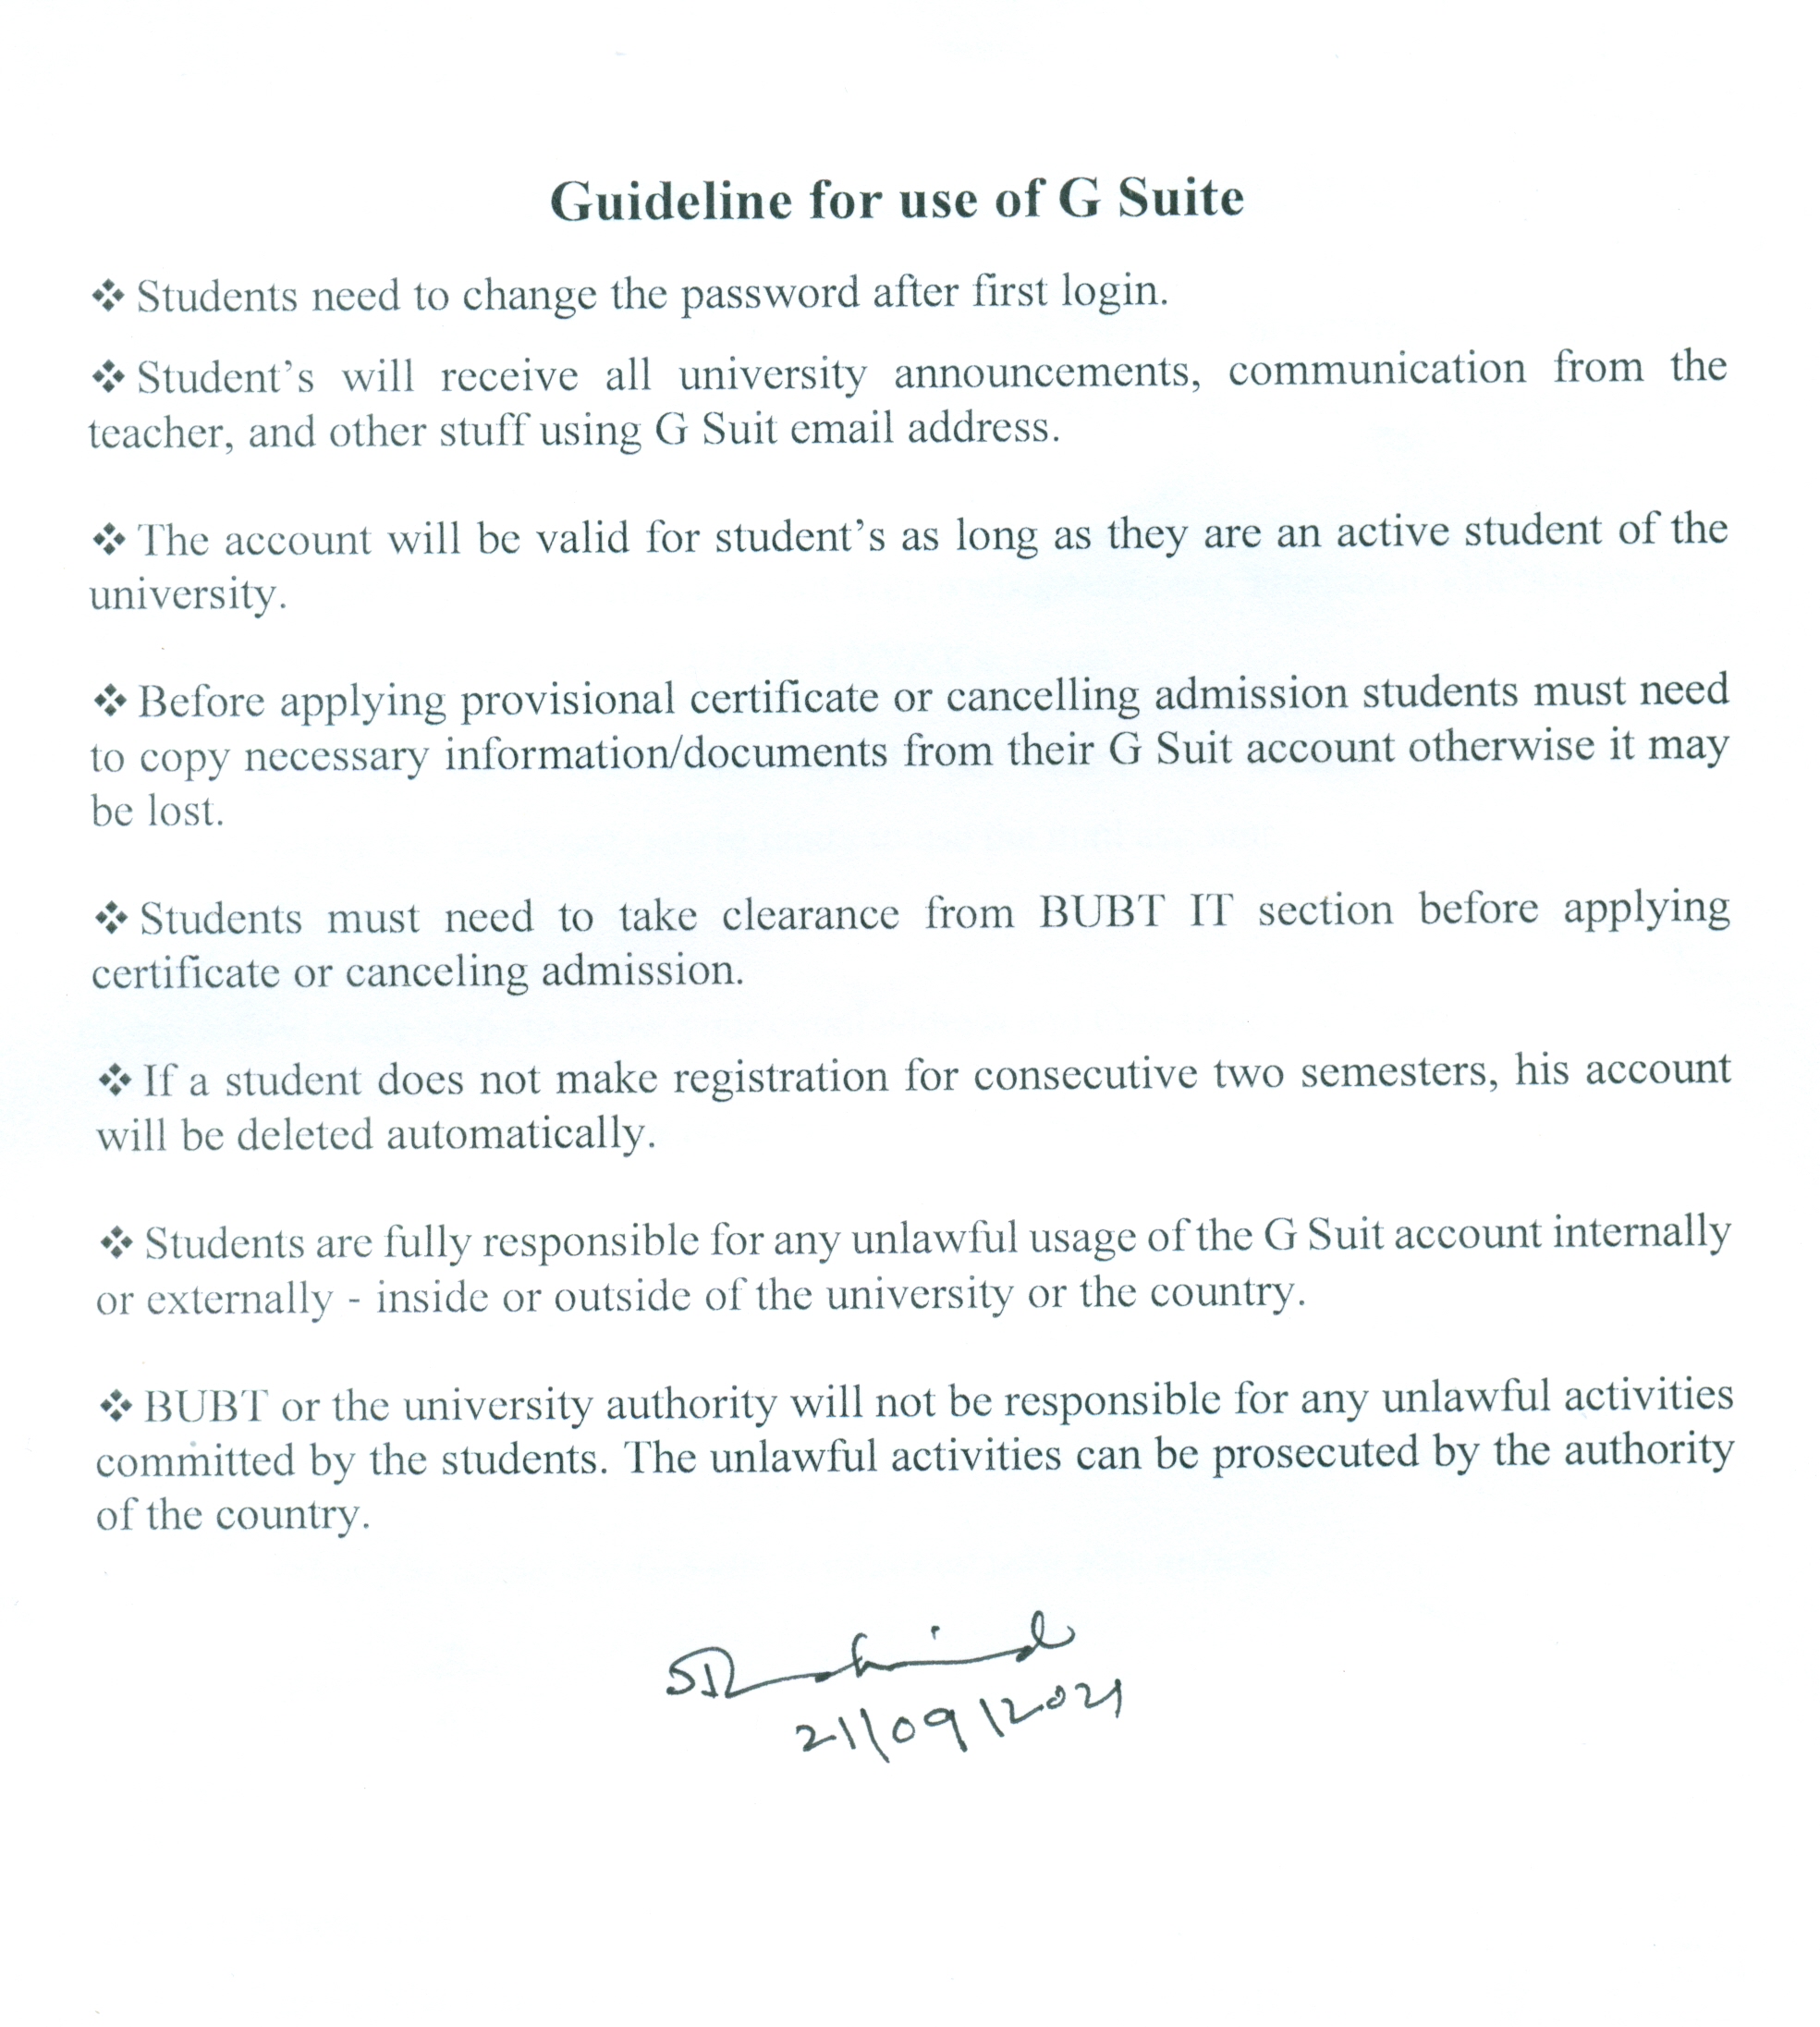 Guideline for use of G Suite
❖ Students need to change the password after first login.
❖ Student’s will receive all university announcements, communication from the
teacher, and other stuff using G Suit email address.
❖ The account will be valid for student’s as long as they are an active student of the
university.
❖ Before applying provisional certificate or cancelling admission students must need
to copy necessary information/documents from their G Suit account otherwise it may
be lost.
❖ Students must need to take clearance from BUBT IT section before applying
certificate or canceling admission.
❖ If a student does not make registration for consecutive two semesters, his account
will be deleted automatically.
❖ Students are fully responsible for any unlawful usage of the G Suit account internally
or externally - inside or outside of the university or the country.
❖ BUBT or the university authority will not be responsible for any unlawful activities
committed by the students. The unlawful activities can be prosecuted by the authority
of the country.
21/09/2021